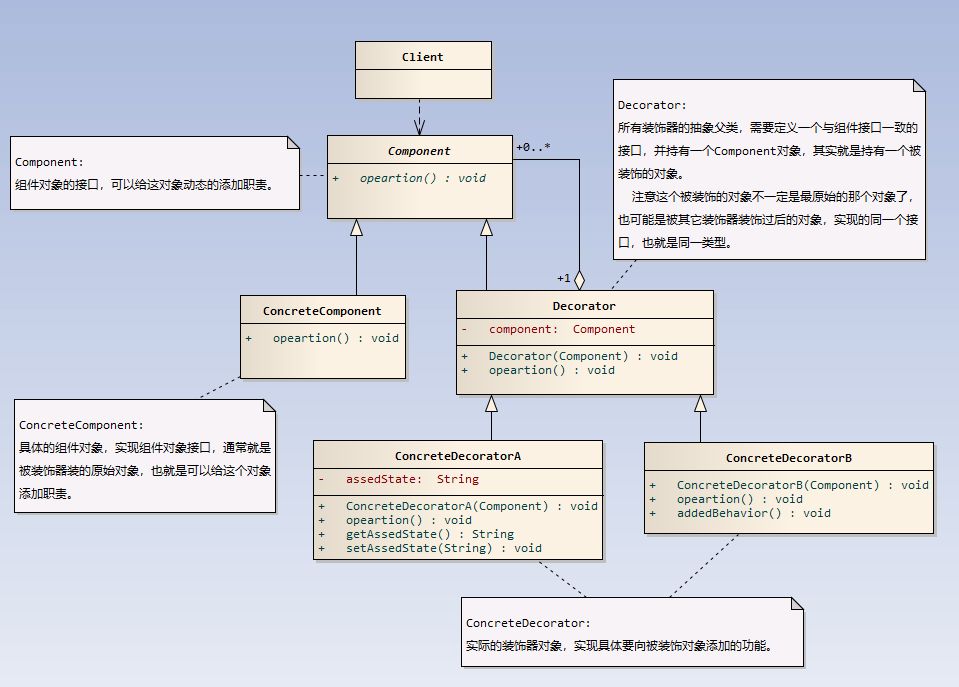 Client
Component
+ opeartion() : void
+0..*
Component:
组件对象的接口，可以给这对象动态的添加职责。
Decorator:
所有装饰器的抽象父类，需要定义一个与组件接口一致的
接口，并持有一个Component对象，其实就是持有一个被
装饰的对象。
注意这个被装饰的对象不一定是最原始的那个对象了，
也可能是被其它装饰器装饰过后的对象，实现的同一个接
口，也就是同一类型。
+1
ConcreteComponent
+ opeartion() : void
Decorator
- component: Component
+ Decorator(Component) : void
+ opeartion() : void
ConcreteComponent:
具体的组件对象，实现组件对象接口，通常就是
被装饰器装的原始对象，也就是可以给这个对象
添加职责。
ConcreteDecoratorA
- assedState: String
+ ConcreteDecoratorA(Component) : void
+ opeartion() : void
+ getAssedState() : String
+ setAssedState(String) : void
ConcreteDecoratorB
+ ConcreteDecoratorB(Component) : void
+ opeartion() : void
+ addedBehavior() : void
ConcreteDecorator:
实际的装饰器对象，实现具体要向被装饰对象添加的功能。